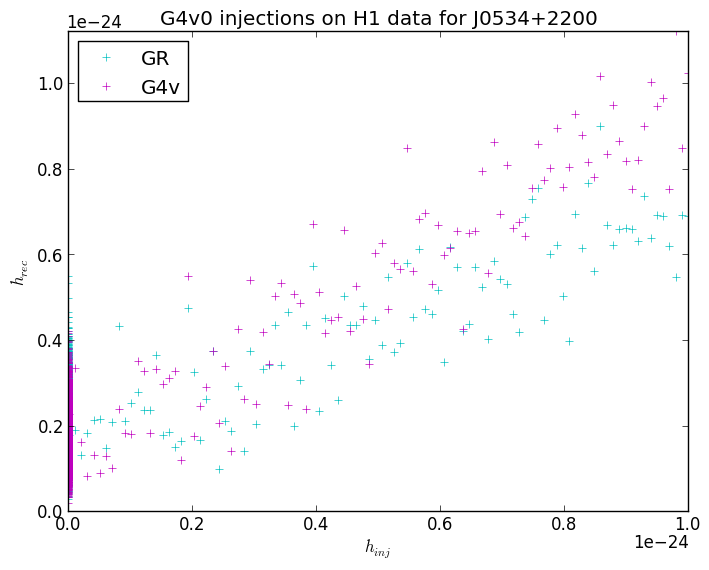 G4v0 injections on H1 data for J0534+2200
1e−24
GR
G4v
1.0
0.8
0.6
0.4
0.2
0.0
h_rec
0.0 0.2 0.4 0.6 0.8 1.0
1e−24
h_inj